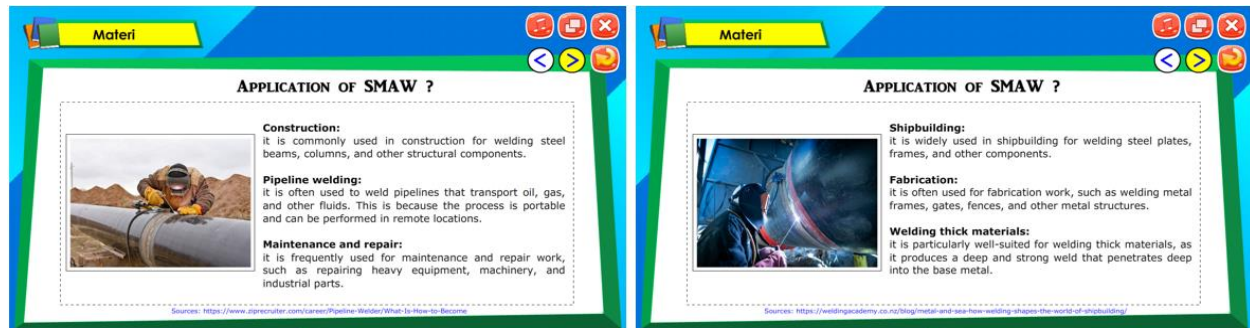 Materi
APPLICATION OF SMAW ?
Construction:
it is commonly used in construction for welding steel
beams, columns, and other structural components.
Pipeline welding:
it is often used to weld pipelines that transport oil, gas,
and other fluids. This is because the process is portable
and can be performed in remote locations.
Maintenance and repair:
it is frequently used for maintenance and repair work,
such as repairing heavy equipment, machinery, and
industrial parts.
Sources: https://www.ziprecruiter.com/career/Pipeline-Welder/What-Is-How-to-Become
Materi
APPLICATION OF SMAW ?
Shipbuilding:
it is widely used in shipbuilding for welding steel plates,
frames, and other components.
Fabrication:
it is often used for fabrication work, such as welding metal
frames, gates, fences, and other metal structures.
Welding thick materials:
it is particularly well-suited for welding thick materials, as
it produces a deep and strong weld that penetrates deep
into the base metal.
Sources: https://weldingacademy.co.nz/blog/metal-and-sea-how-welding-shapes-the-world-of-shipbuilding/